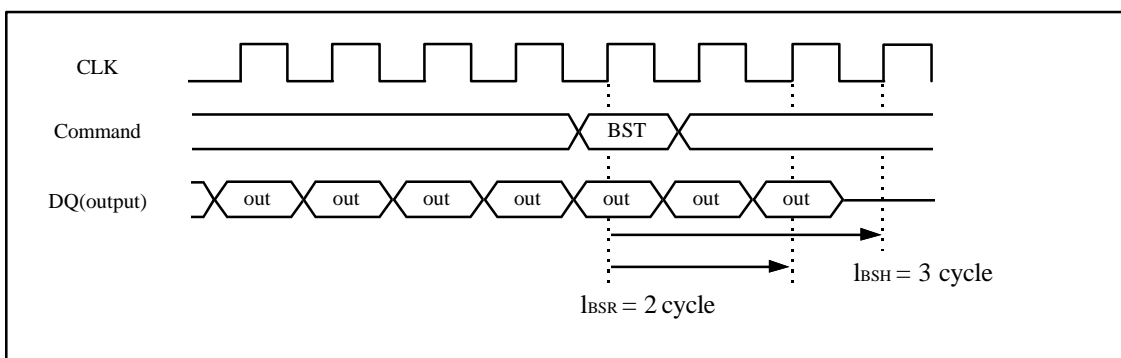 CLK
Command
BST
DQ(output)
out out out out out out out
lBSH = 3 cycle
lBSR = 2 cycle